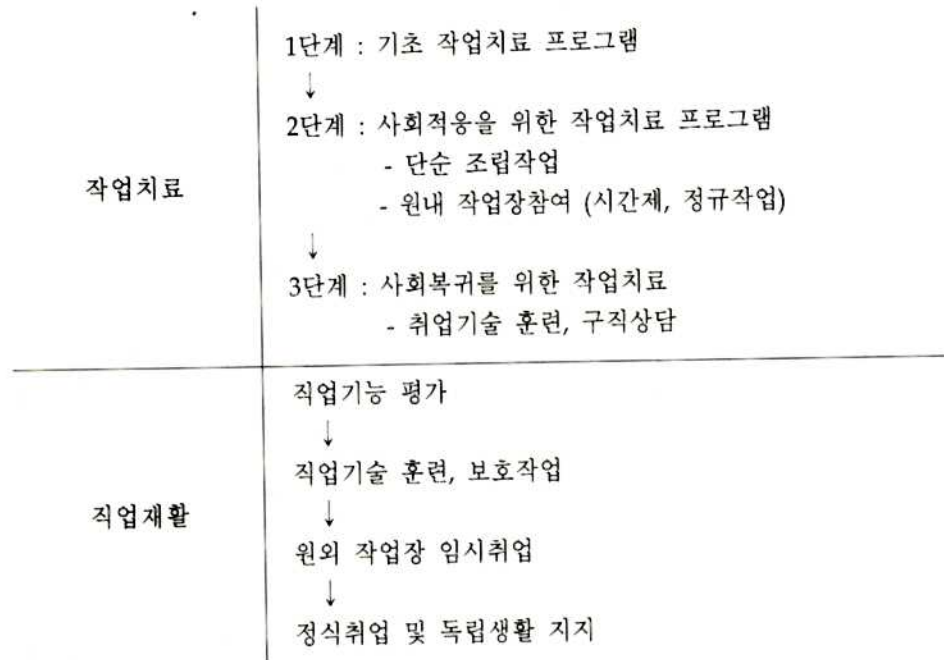 1단계 : 기초 작업치료 프로그램
↓
2단계 : 사회적응을 위한 작업치료 프로그램
- 단순 조립작업
작업치료
- 원내 작업장참여 (시간제, 정규작업)
↓
3단계 : 사회복귀를 위한 작업치료
- 취업기술 훈련, 구직상담
직업기능 평가
↓
직업기술 훈련, 보호작업
직업재활
↓
원외 작업장 임시취업
↓
정식취업 및 독립생활 지지